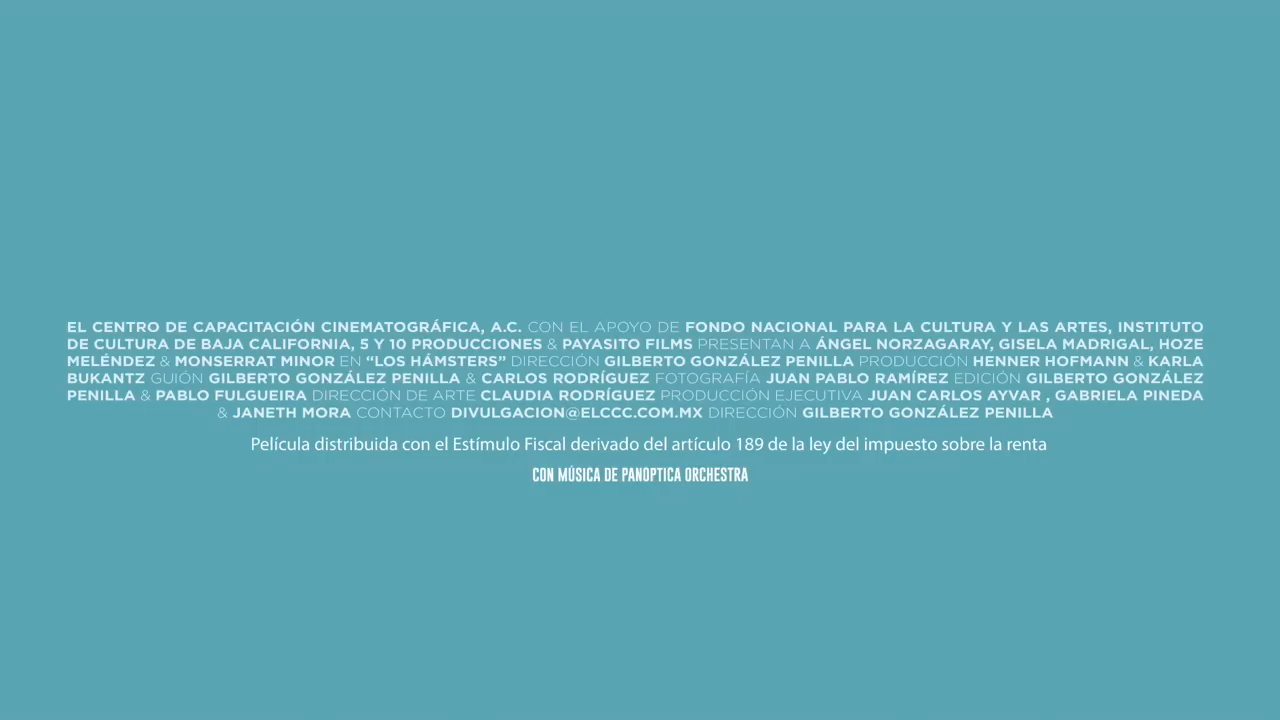 EL CENTRO DE CAPACITACIÓN CINEMATOGRÁFICA, A.C. CON EL APOYO DE FONDO NACIONAL PARA LA CULTURA Y LAS ARTES, INSTITUTO
DE CULTURA DE BAJA CALIFORNIA, 5 Y 10 PRODUCCIONES & PAYASITO FILMS PRESENTAN A ÁNGEL NORZAGARAY, GISELA MADRIGAL, HOZE
MELÉNDEZ & MONSERRAT MINOR EN “LOS HÁMSTERS” DIRECCIÓN GILBERTO GONZÁLEZ PENILLA PRODUCCIÓN HENNER HOFMANN & KARLA
BUKANTZ GUIÓN GILBERTO GONZÁLEZ PENILLA & CARLOS RODRÍGUEZ FOTOGRAFÍA JUAN PABLO RAMÍREZ EDICIÓN GILBERTO GONZÁLEZ
PENILLA & PABLO FULGUEIRA DIRECCIÓN DE ARTE CLAUDIA RODRÍGUEZ PRODUCCIÓN EJECUTIVA JUAN CARLOS AYVAR , GABRIELA PINEDA
& JANETH MORA CONTACTO DIVULGACION@ELCCC.COM.MX DIRECCIÓN GILBERTO GONZÁLEZ PENILLA
Película distribuida con el Estímulo Fiscal derivado del artículo 189 de la ley del impuesto sobre la renta
CON MÚSICA DE PANOPTICA ORCHESTRA